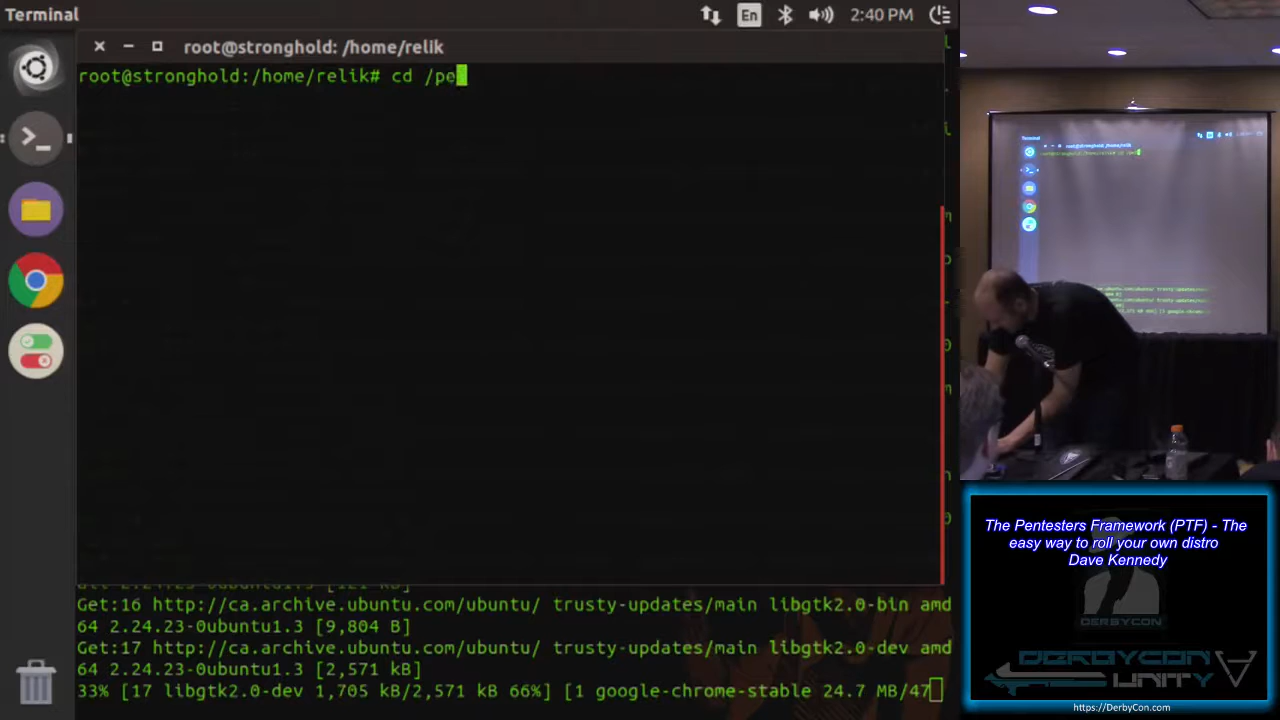 Terminal
En
2:40 PM
root@stronghold: /home/relik
root@stronghold:/home/relik# cd /pe
Get:16 http://ca.archive.ubuntu.com/ubuntu/ trusty-updates/main libgtk2.0-bin amd
64 2.24.23-0ubuntu1.3 [9,804 B]
Get:17 http://ca.archive.ubuntu.com/ubuntu/ trusty-updates/main libgtk2.0-dev amd
64 2.24.23-0ubuntu1.3 [2,571 kB]
33% [17 libgtk2.0-dev 1,705 kB/2,571 kB 66%] [1 google-chrome-stable 24.7 MB/47
The Pentesters Framework (PTF) - The
easy way to roll your own distro
Dave Kennedy
DERBYCON
DERBYCON
UNITY
https://DerbyCon.com